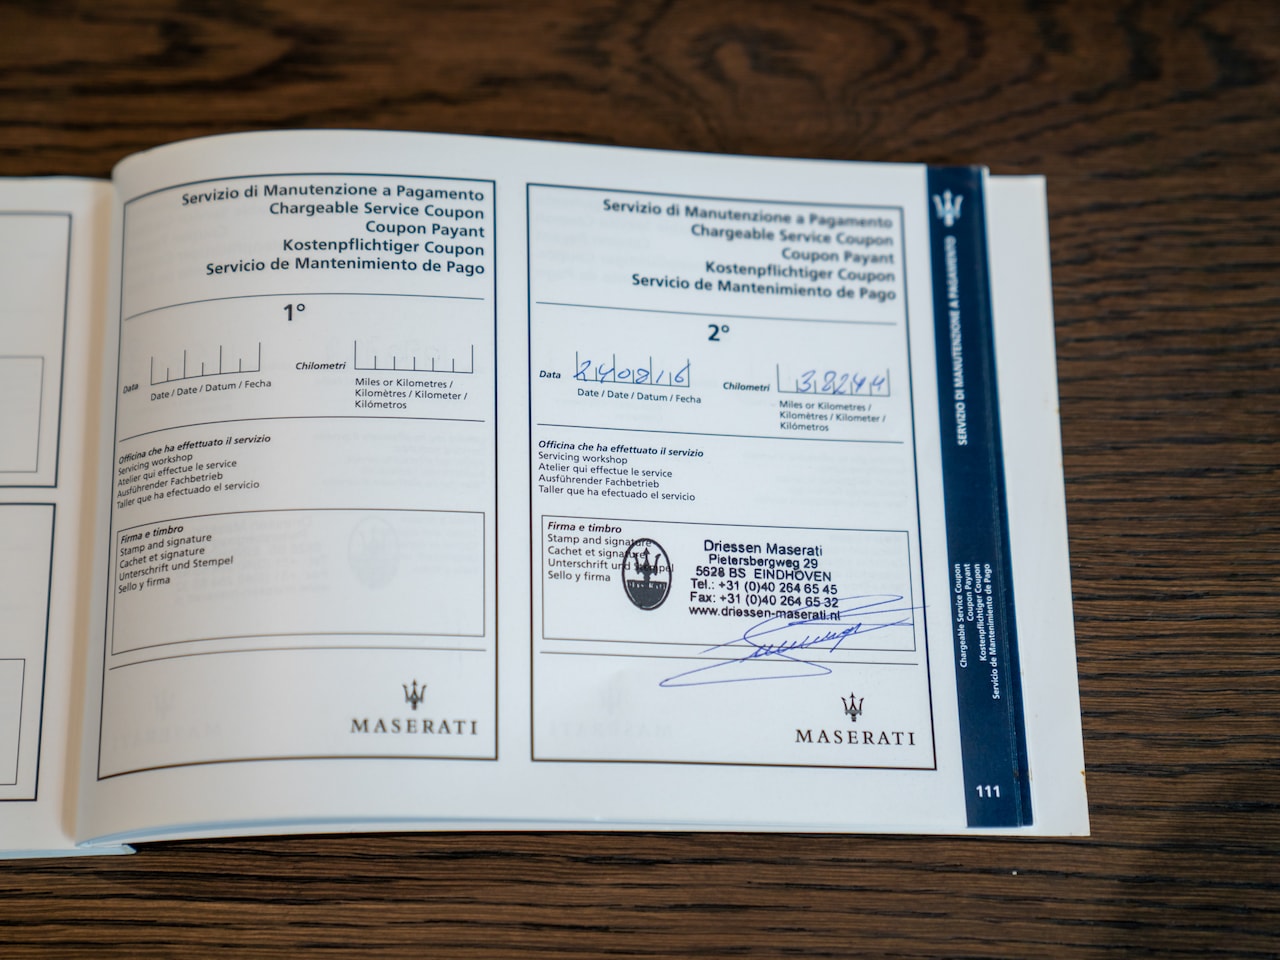 Servizio di Manutenzione a Pagamento
Chargeable Service Coupon
Coupon Payant
Kostenpflichtiger Coupon
Servicio de Mantenimiento de Pago
1°
Data
Date / Date / Datum / Fecha
Chilometri
Miles or Kilometres /
Kilomètres / Kilometer /
Kilómetros
Officina che ha effettuato il servizio
Servicing workshop
Atelier qui effectue le service
Ausführender Fachbetrieb
Taller que ha efectuado el servicio
Firma e timbro
Stamp and signature
Cachet et signature
Unterschrift und Stempel
Sello y firma
MASERATI
Servizio di Manutenzione a Pagamento
Chargeable Service Coupon
Coupon Payant
Kostenpflichtiger Coupon
Servicio de Mantenimiento de Pago
2°
Data 240816
Date / Date / Datum / Fecha
Chilometri 38244
Miles or Kilometres /
Kilomètres / Kilometer /
Kilómetros
Officina che ha effettuato il servizio
Servicing workshop
Atelier qui effectue le service
Ausführender Fachbetrieb
Taller que ha efectuado el servicio
Firma e timbro
Stamp and signature
Cachet et signature
Unterschrift und Stempel
Sello y firma
Driessen Maserati
Pietersbergweg 29
5628 BS EINDHOVEN
Tel.: +31 (0)40 264 65 45
Fax: +31 (0)40 264 65 32
www.driessen-maserati.nl
MASERATI
SERVIZIO DI MANUTENZIONE A PAGAMENTO
Chargeable Service Coupon
Coupon Payant
Kostenpflichtiger Coupon
Servicio de Mantenimiento de Pago
111